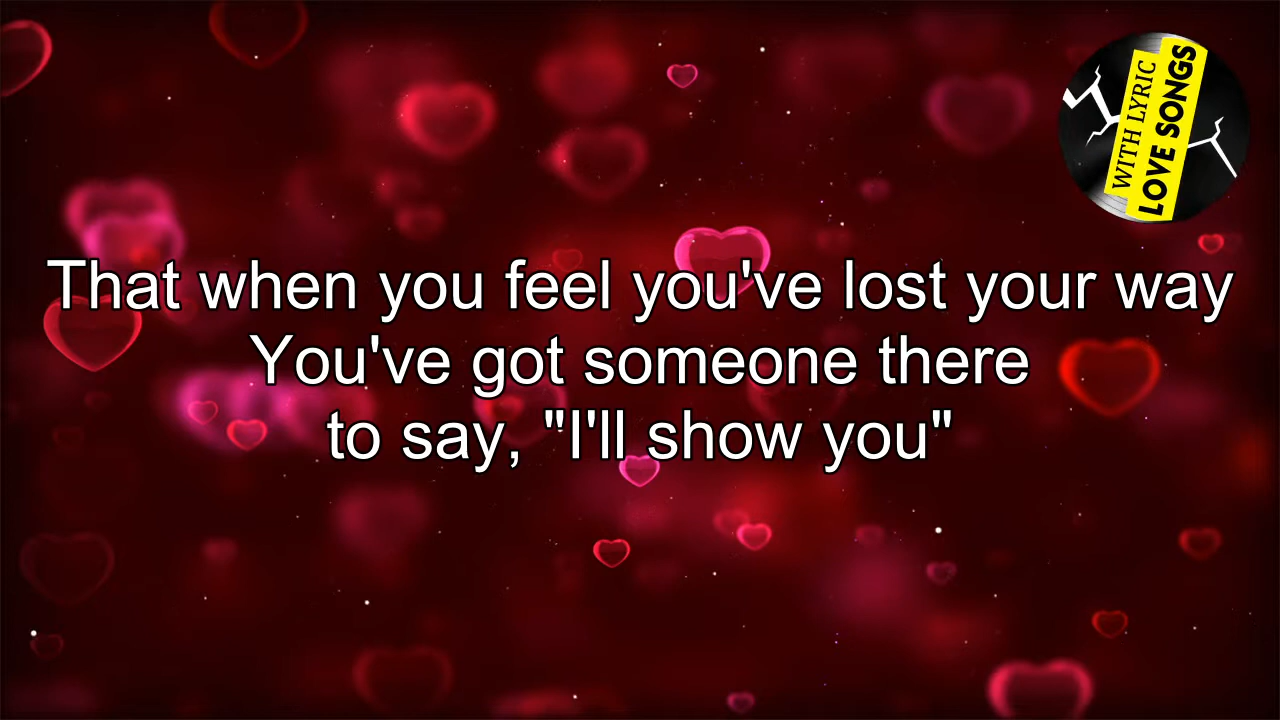 WITH LYRIC
LOVE SONGS
That when you feel you've lost your way
You've got someone there
to say, "I'll show you"